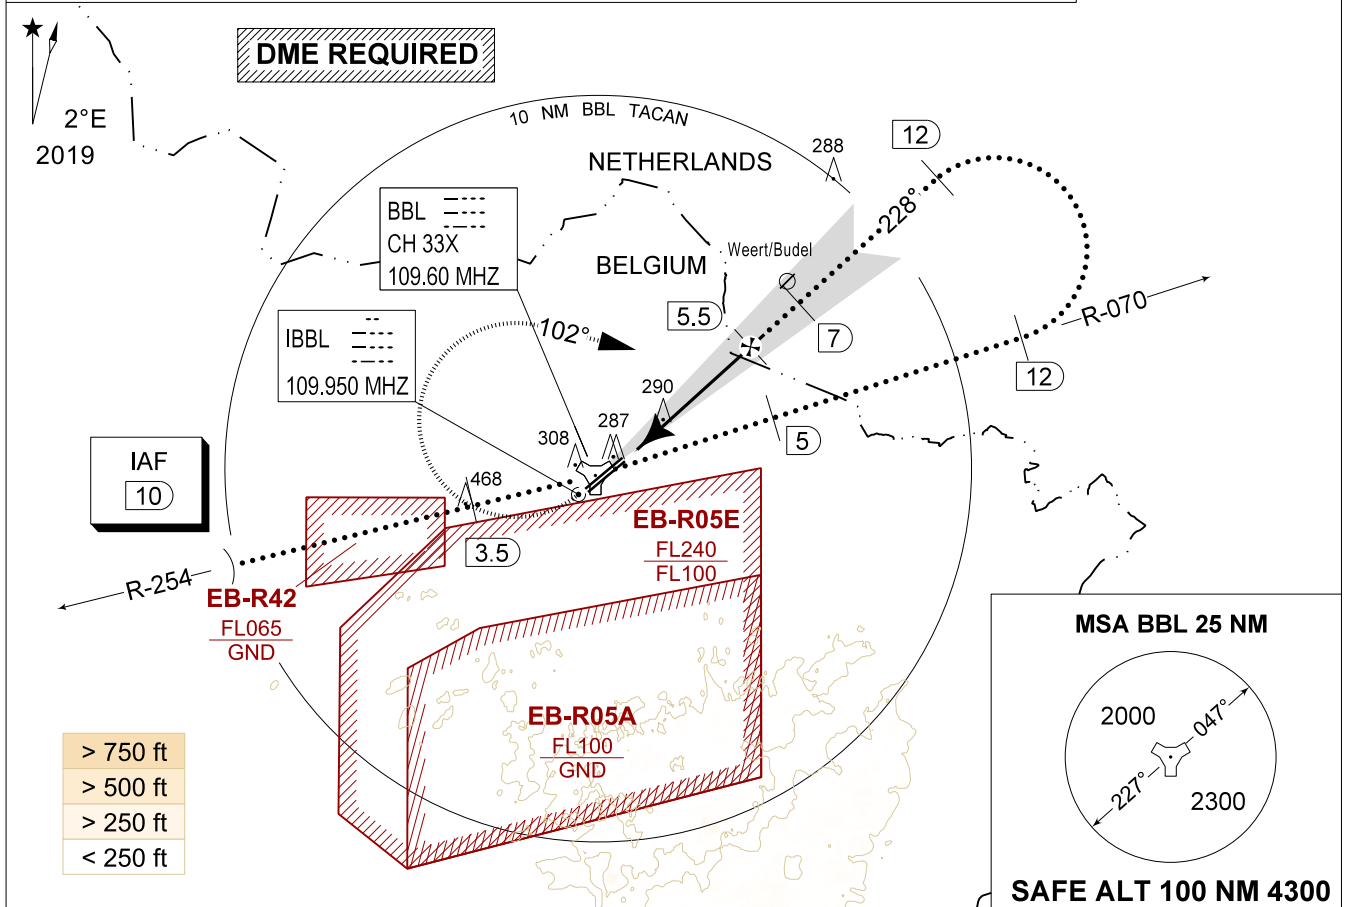 DME REQUIRED
2°E
2019
10 NM BBL TACAN
NETHERLANDS
288
12
228°
BBL
CH 33X
109.60 MHZ
BELGIUM
Weert/Budel
5.5
7
R-070
IBBL
109.950 MHZ
102°
12
290
287
308
5
IAF
10
468
3.5
EB-R05E
FL240
FL100
R-254
EB-R42
FL065
GND
EB-R05A
FL100
GND
> 750 ft
> 500 ft
> 250 ft
< 250 ft
MSA BBL 25 NM
2000
047°
227°
2300
SAFE ALT 100 NM 4300